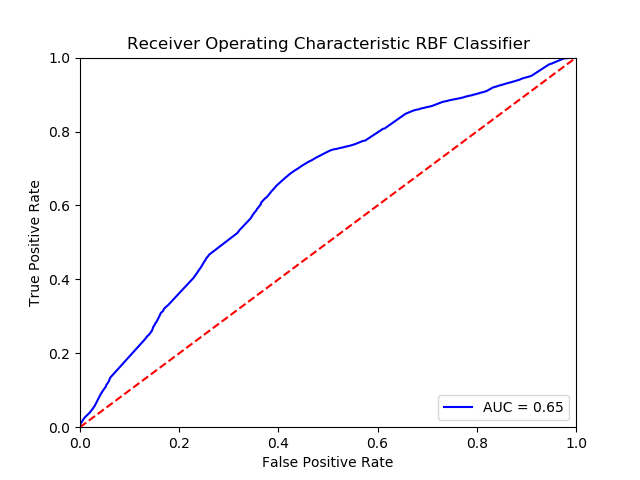 Receiver Operating Characteristic RBF Classifier
True Positive Rate
1.0
0.8
0.6
0.4
0.2
0.0
AUC = 0.65
0.0 0.2 0.4 0.6 0.8 1.0
False Positive Rate